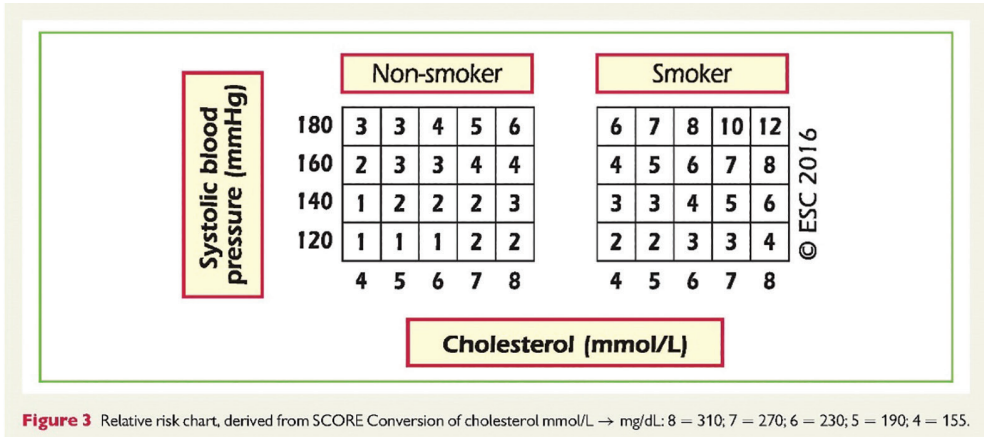 Non-smoker Smoker
Systolic blood
pressure (mmHg)
180 3 3 4 5 6 6 7 8 10 12
160 2 3 3 4 4 4 5 6 7 8
140 1 2 2 2 3 3 3 4 5 6
120 1 1 1 2 2 2 2 3 3 4
4 5 6 7 8 4 5 6 7 8
© ESC 2016
Cholesterol (mmol/L)
Figure 3 Relative risk chart, derived from SCORE Conversion of cholesterol mmol/L → mg/dL: 8 = 310; 7 = 270; 6 = 230; 5 = 190; 4 = 155.